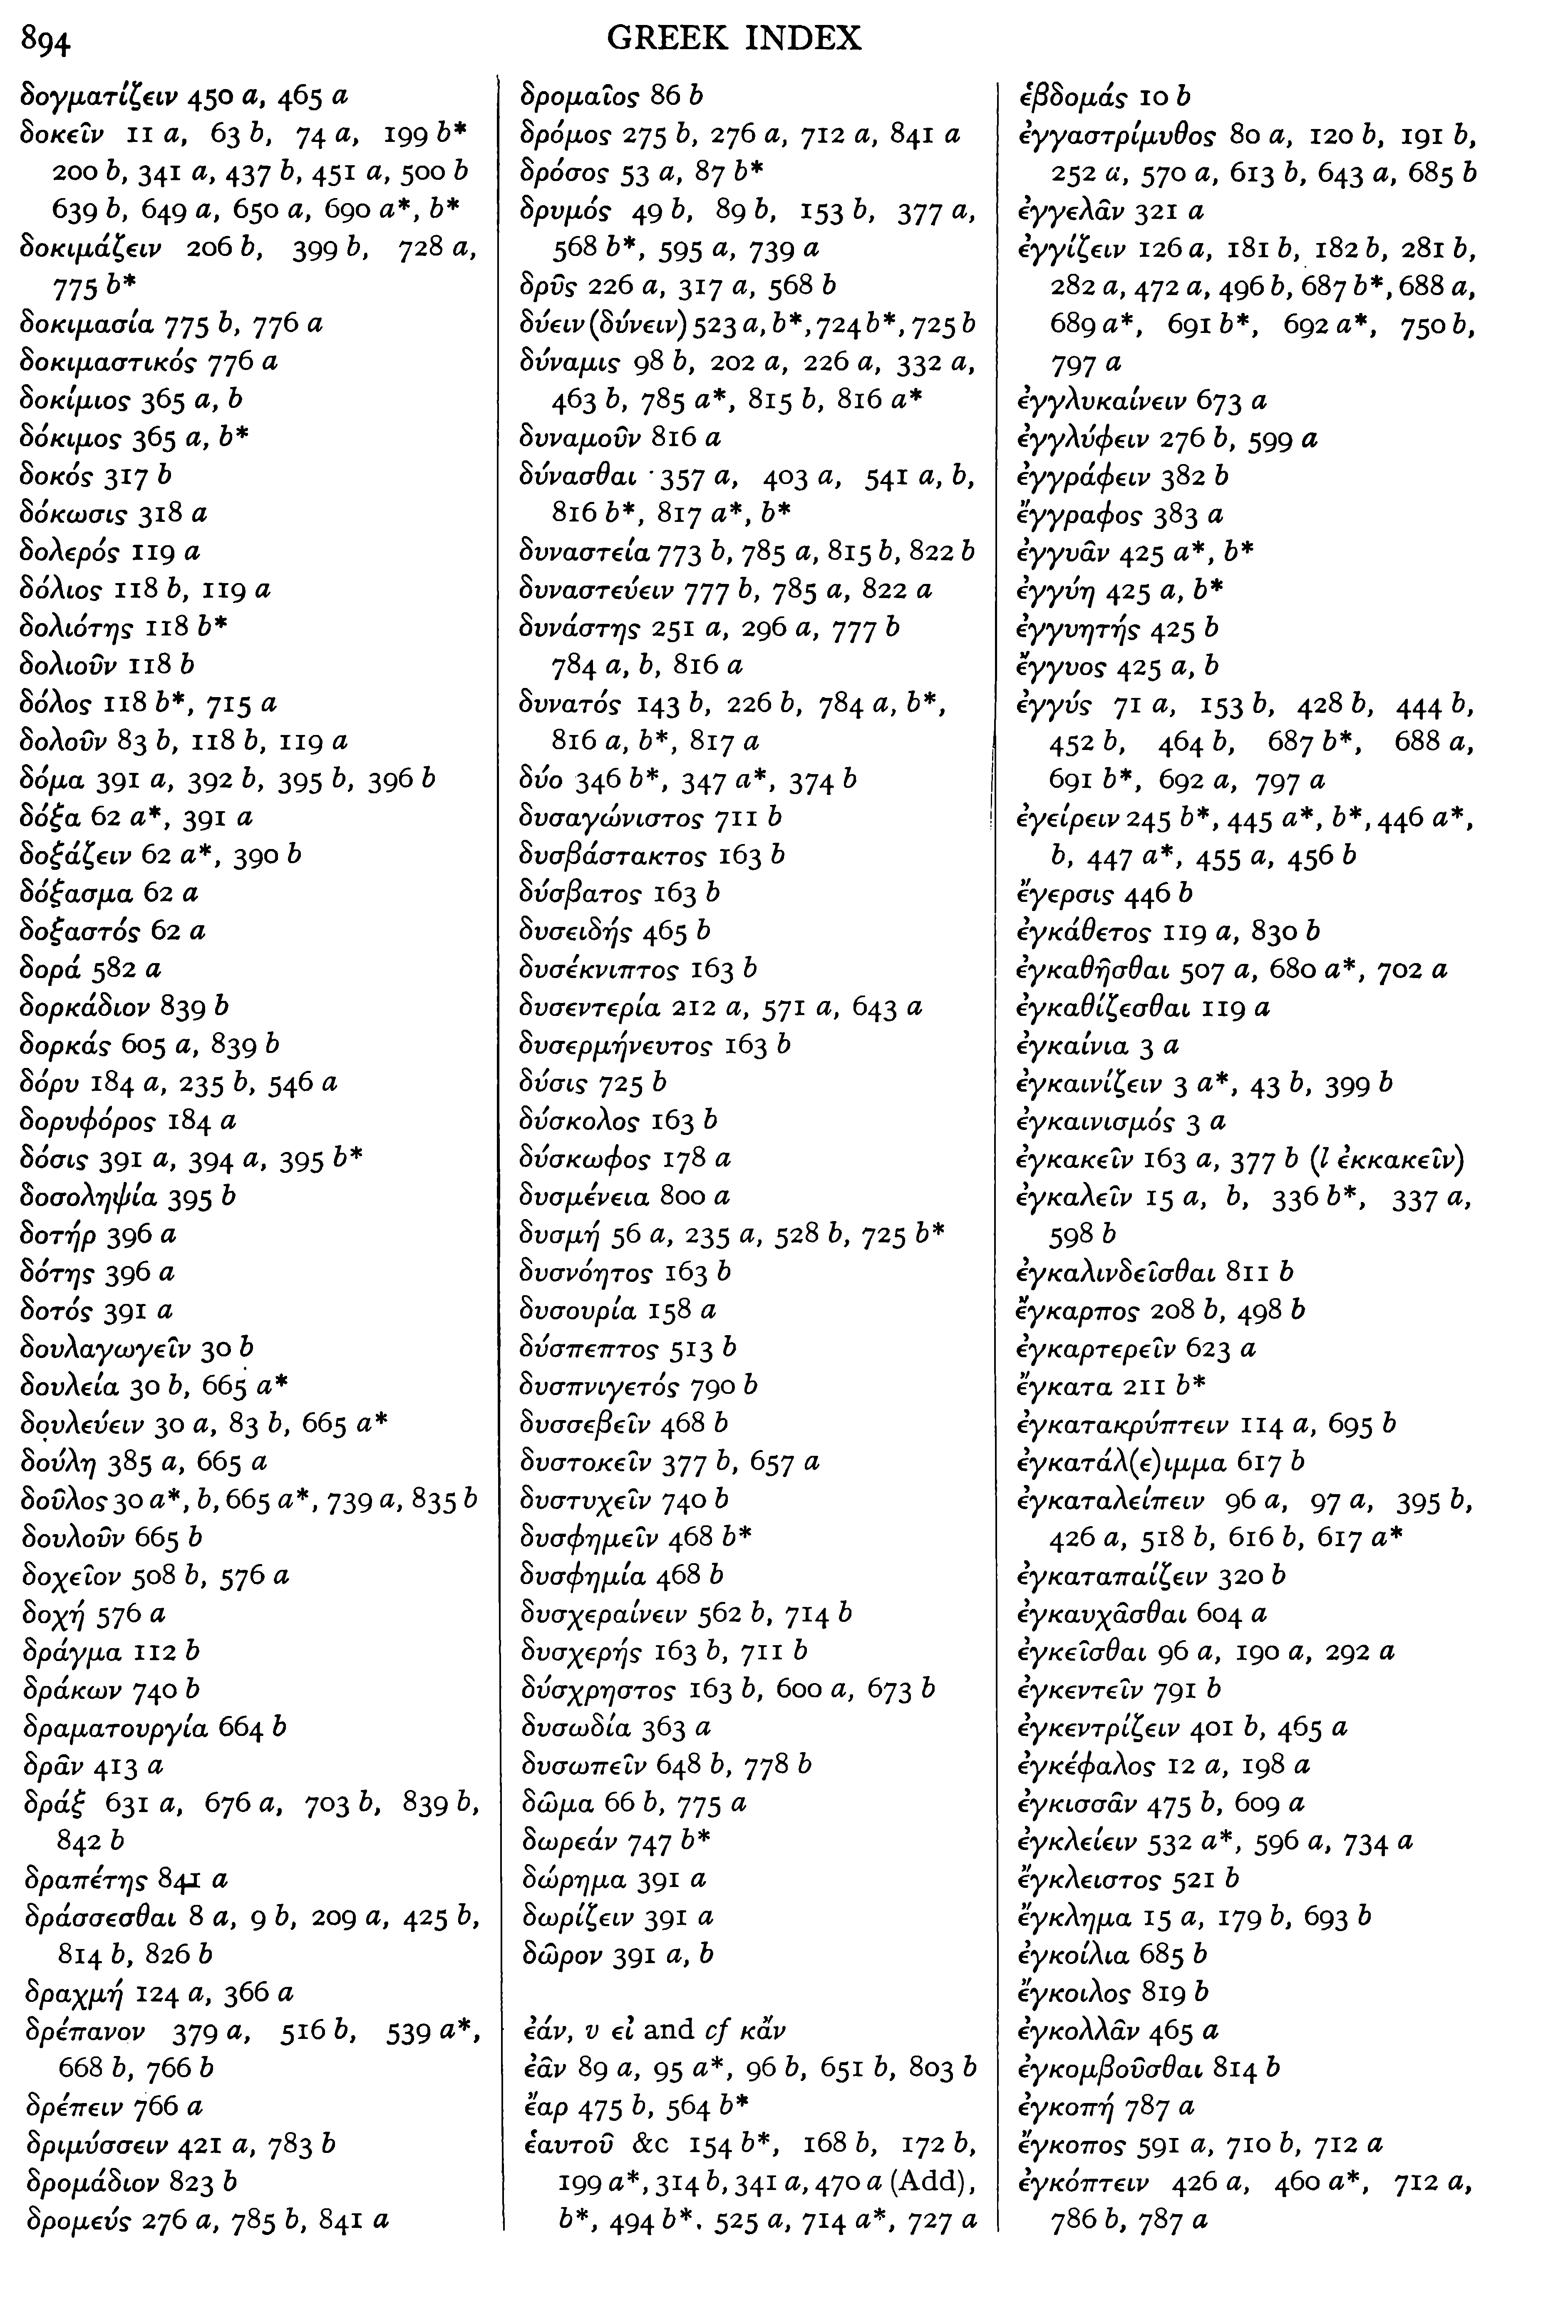 894
GREEK INDEX
δογματίζειν 450 a, 465 a
δοκεῖν 11 a, 63 b, 74 a, 199 b*
200 b, 341 a, 437 b, 451 a, 500 b
639 b, 649 a, 650 a, 690 a*, b*
δοκιμάζειν 206 b, 399 b, 728 a,
775 b*
δοκιμασία 775 b, 776 a
δοκιμαστικός 776 a
δοκίμιος 365 a, b
δόκιμος 365 a, b*
δοκός 317 b
δόκωσις 318 a
δολερός 119 a
δόλιος 118 b, 119 a
δολιότης 118 b*
δολιοῦν 118 b
δόλος 118 b*, 715 a
δολοῦν 83 b, 118 b, 119 a
δόμα 391 a, 392 b, 395 b, 396 b
δόξα 62 a*, 391 a
δοξάζειν 62 a*, 390 b
δόξασμα 62 a
δοξαστός 62 a
δορά 582 a
δορκάδιον 839 b
δορκάς 605 a, 839 b
δόρυ 184 a, 235 b, 546 a
δορυφόρος 184 a
δόσις 391 a, 394 a, 395 b*
δοσοληψία 395 b
δοτήρ 396 a
δότης 396 a
δοτός 391 a
δουλαγωγεῖν 30 b
δουλεία 30 b, 665 a*
δουλεύειν 30 a, 83 b, 665 a*
δούλη 385 a, 665 a
δοῦλος 30 a*, b, 665 a*, 739 a, 835 b
δουλοῦν 665 b
δοχεῖον 508 b, 576 a
δοχή 576 a
δράγμα 112 b
δράκων 740 b
δραματουργία 664 b
δρᾶν 413 a
δράξ 631 a, 676 a, 703 b, 839 b,
842 b
δραπέτης 841 a
δράσσεσθαι 8 a, 9 b, 209 a, 425 b,
814 b, 826 b
δραχμή 124 a, 366 a
δρέπανον 379 a, 516 b, 539 a*,
668 b, 766 b
δρέπειν 766 a
δριμύσσειν 421 a, 783 b
δρομάδιον 823 b
δρομεύς 276 a, 785 b, 841 a
δρομαῖος 86 b
δρόμος 275 b, 276 a, 712 a, 841 a
δρόσος 53 a, 87 b*
δρυμός 49 b, 89 b, 153 b, 377 a,
568 b*, 595 a, 739 a
δρῦς 226 a, 317 a, 568 b
δύειν (δύνειν) 523 a, b*, 724 b*, 725 b
δύναμις 98 b, 202 a, 226 a, 332 a,
463 b, 785 a*, 815 b, 816 a*
δυναμοῦν 816 a
δύνασθαι 357 a, 403 a, 541 a, b,
816 b*, 817 a*, b*
δυναστεία 773 b, 785 a, 815 b, 822 b
δυναστεύειν 777 b, 785 a, 822 a
δυνάστης 251 a, 296 a, 777 b
784 a, b, 816 a
δυνατός 143 b, 226 b, 784 a, b*,
816 a, b*, 817 a
δύο 346 b*, 347 a*, 374 b
δυσαγώνιστος 711 b
δυσβάστακτος 163 b
δύσβατος 163 b
δυσειδής 465 b
δυσέκνιπτος 163 b
δυσεντερία 212 a, 571 a, 643 a
δυσερμήνευτος 163 b
δύσις 725 b
δύσκολος 163 b
δύσκωφος 178 a
δυσμένεια 800 a
δυσμή 56 a, 235 a, 528 b, 725 b*
δυσνόητος 163 b
δυσουρία 158 a
δύσπεπτος 513 b
δυσπνιγετός 790 b
δυσσεβεῖν 468 b
δυστοκεῖν 377 b, 657 a
δυστυχεῖν 740 b
δυσφημεῖν 468 b*
δυσφημία 468 b
δυσχεραίνειν 562 b, 714 b
δυσχερής 163 b, 711 b
δύσχρηστος 163 b, 600 a, 673 b
δυσωδία 363 a
δυσωπεῖν 648 b, 778 b
δῶμα 66 b, 775 a
δωρεάν 747 b*
δώρημα 391 a
δωρίζειν 391 a
δῶρον 391 a, b
ἐάν, v εἰ and cf κἄν
ἐᾶν 89 a, 95 a*, 96 b, 651 b, 803 b
ἔαρ 475 b, 564 b*
ἑαυτοῦ &c 154 b*, 168 b, 172 b,
199 a*, 314 b, 341 a, 470 a (Add),
b*, 494 b*, 525 a, 714 a*, 727 a
ἑβδομάς 10 b
ἐγγαστρίμυθος 80 a, 120 b, 191 b,
252 a, 570 a, 613 b, 643 a, 685 b
ἐγγελᾶν 321 a
ἐγγίζειν 126 a, 181 b, 182 b, 281 b,
282 a, 472 a, 496 b, 687 b*, 688 a,
689 a*, 691 b*, 692 a*, 750 b,
797 a
ἐγγλυκαίνειν 673 a
ἐγγλύφειν 276 b, 599 a
ἐγγράφειν 382 b
ἔγγραφος 383 a
ἐγγυᾶν 425 a*, b*
ἐγγύη 425 a, b*
ἐγγυητής 425 b
ἔγγυος 425 a, b
ἐγγύς 71 a, 153 b, 428 b, 444 b,
452 b, 464 b, 687 b*, 688 a,
691 b*, 692 a, 797 a
ἐγείρειν 245 b*, 445 a*, b*, 446 a*,
b, 447 a*, 455 a, 456 b
ἔγερσις 446 b
ἐγκάθετος 119 a, 830 b
ἐγκαθῆσθαι 507 a, 680 a*, 702 a
ἐγκαθίζεσθαι 119 a
ἐγκαίνια 3 a
ἐγκαινίζειν 3 a*, 43 b, 399 b
ἐγκαινισμός 3 a
ἐγκακεῖν 163 a, 377 b (l ἐκκακεῖν)
ἐγκαλεῖν 15 a, b, 336 b*, 337 a,
598 b
ἐγκαλινδεῖσθαι 811 b
ἔγκαρπος 208 b, 498 b
ἐγκαρτερεῖν 623 a
ἔγκατα 211 b*
ἐγκατακρύπτειν 114 a, 695 b
ἐγκατάλ(ε)ιμμα 617 b
ἐγκαταλείπειν 96 a, 97 a, 395 b,
426 a, 518 b, 616 b, 617 a*
ἐγκαταπαίζειν 320 b
ἐγκαυχᾶσθαι 604 a
ἐγκεῖσθαι 96 a, 190 a, 292 a
ἐγκεντεῖν 791 b
ἐγκεντρίζειν 401 b, 465 a
ἐγκέφαλος 12 a, 198 a
ἐγκισσᾶν 475 b, 609 a
ἐγκλείειν 532 a*, 596 a, 734 a
ἔγκλειστος 521 b
ἔγκλημα 15 a, 179 b, 693 b
ἐγκοίλια 685 b
ἔγκοιλος 819 b
ἐγκολλᾶν 465 a
ἐγκομβοῦσθαι 814 b
ἐγκοπή 787 a
ἔγκοπος 591 a, 710 b, 712 a
ἐγκόπτειν 426 a, 460 a*, 712 a,
786 b, 787 a